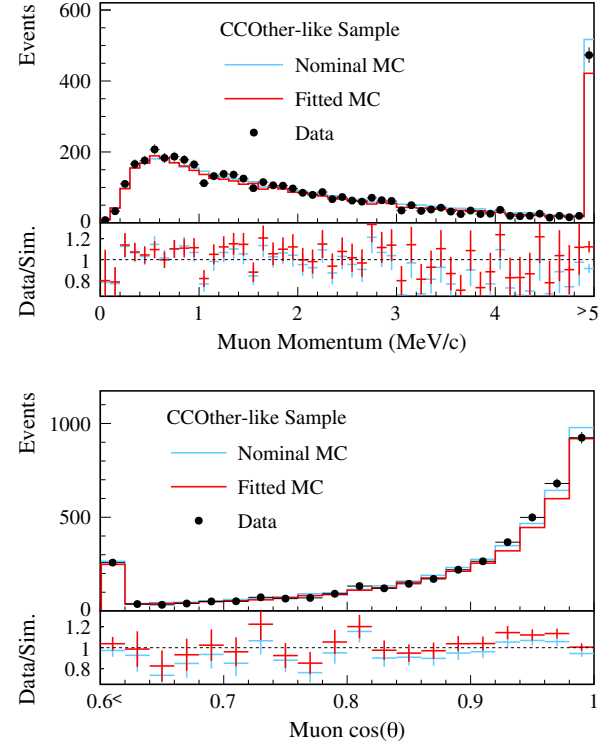 600
400
200
0
Events
CCOther-like Sample
Nominal MC
Fitted MC
Data
1.2
1
0.8
Data/Sim.
0 1 2 3 4 >5
Muon Momentum (MeV/c)
1000
500
0
Events
CCOther-like Sample
Nominal MC
Fitted MC
Data
1.2
1
0.8
Data/Sim.
0.6< 0.7 0.8 0.9 1
Muon cos(θ)